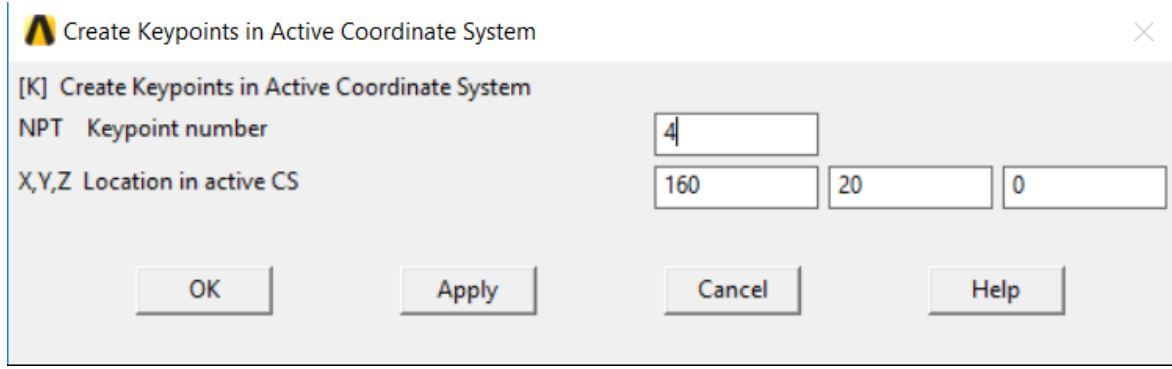 Create Keypoints in Active Coordinate System
[K] Create Keypoints in Active Coordinate System
NPT Keypoint number 4
X,Y,Z Location in active CS 160 20 0
OK Apply Cancel Help